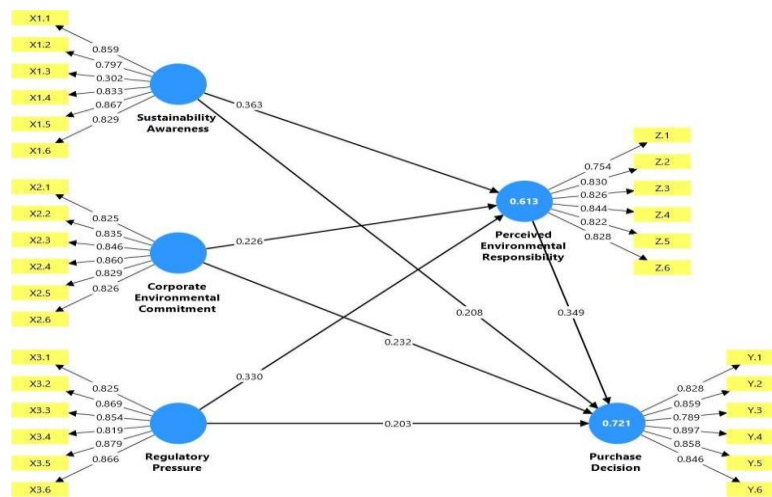 X1.1
X1.2
X1.3
X1.4
X1.5
X1.6
0.859
0.797
0.302
0.833
0.867
0.829
Sustainability
Awareness
X2.1
X2.2
X2.3
X2.4
X2.5
X2.6
0.825
0.835
0.846
0.860
0.829
0.826
Corporate
Environmental
Commitment
X3.1
X3.2
X3.3
X3.4
X3.5
X3.6
0.825
0.869
0.854
0.819
0.879
0.866
Regulatory
Pressure
0.363
0.226
0.330
0.208
0.232
0.203
0.349
0.613
Perceived
Environmental
Responsibility
0.754
0.830
0.826
0.844
0.822
0.828
Z.1
Z.2
Z.3
Z.4
Z.5
Z.6
0.721
Purchase
Decision
0.828
0.859
0.789
0.897
0.858
0.846
Y.1
Y.2
Y.3
Y.4
Y.5
Y.6